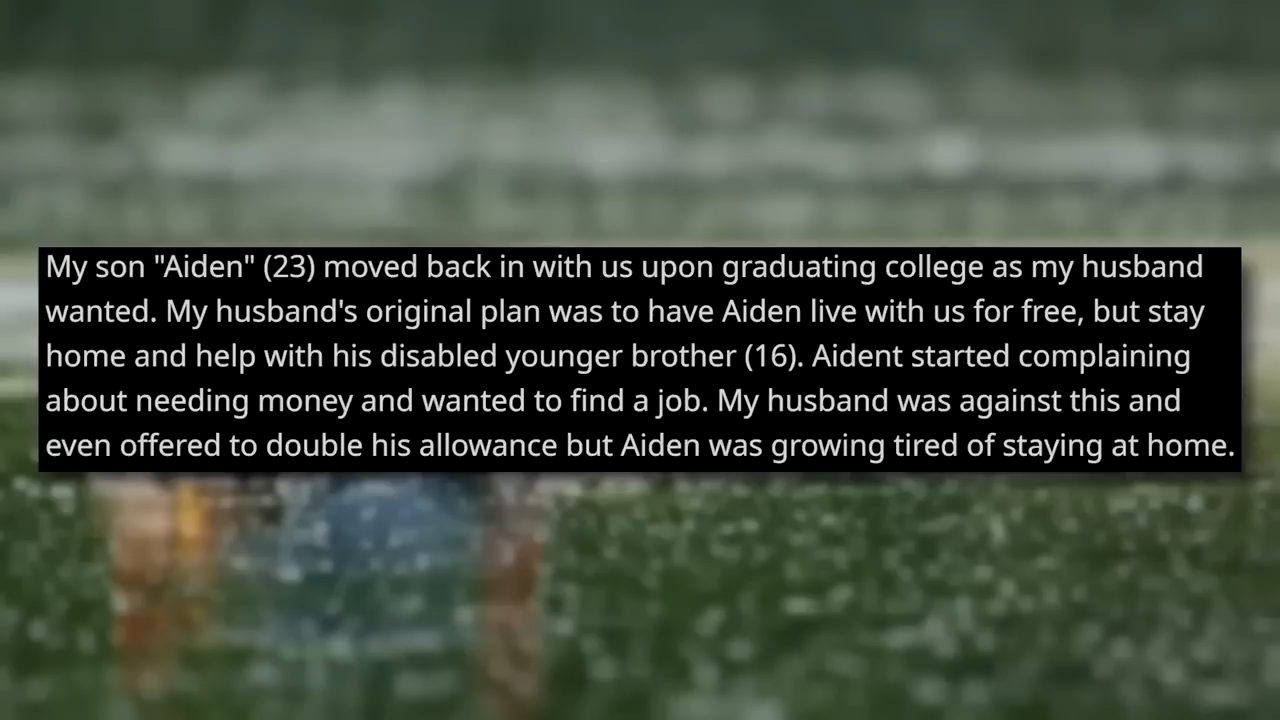 My son "Aiden" (23) moved back in with us upon graduating college as my husband
wanted. My husband's original plan was to have Aiden live with us for free, but stay
home and help with his disabled younger brother (16). Aident started complaining
about needing money and wanted to find a job. My husband was against this and
even offered to double his allowance but Aiden was growing tired of staying at home.